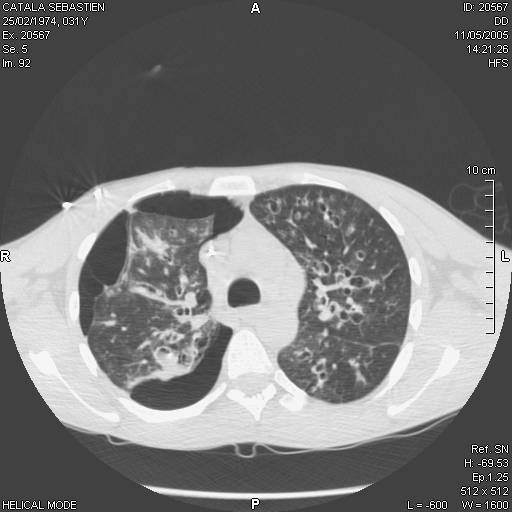 CATALA SEBASTIEN
25/02/1974, 031Y
Ex. 20567
Se. 5
Im. 92
A
ID: 20567
DD
11/05/2005
14:21:26
HFS
10 cm
R
L
Ref. SN
H: -69.53
Ep:1.25
512 x 512
HELICAL MODE
P
L = -600 W = 1600